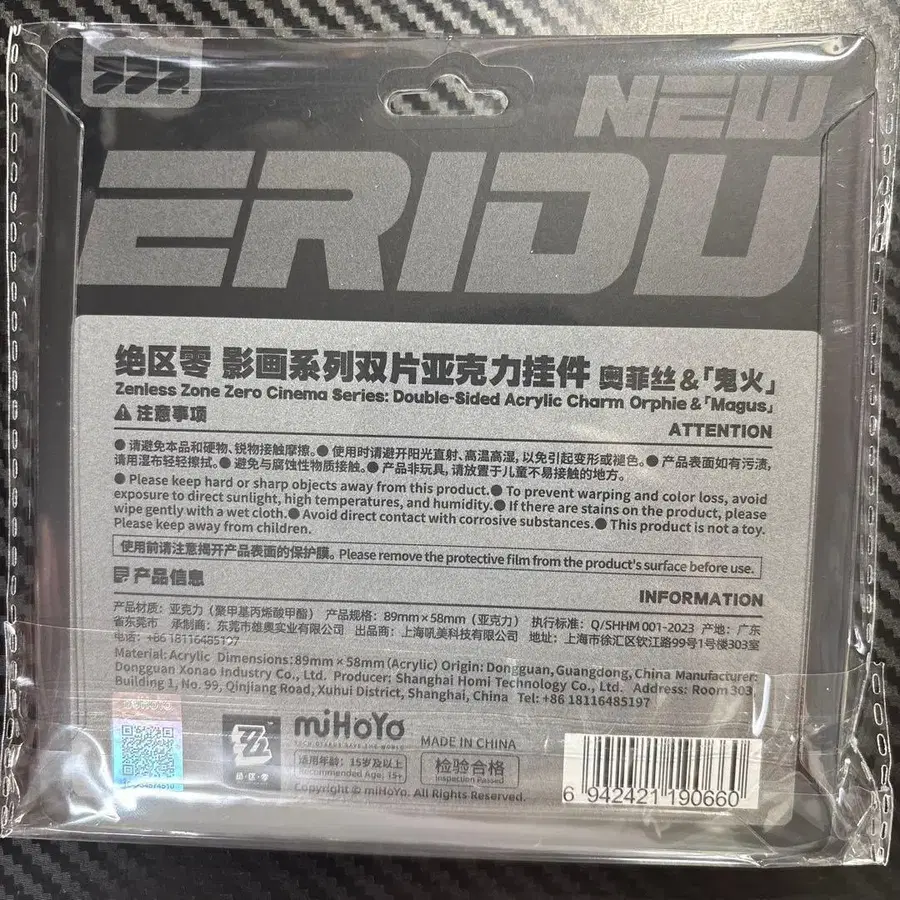 NEW
ERIDU
绝区零 影画系列双片亚克力挂件 奥菲丝&「鬼火」
Zenless Zone Zero Cinema Series: Double-Sided Acrylic Charm Orphie &「Magus」
注意事项
ATTENTION
● 请避免本品和硬物、锐物接触摩擦。● 使用时请避开阳光直射、高温高湿，以免引起变形或褪色。● 产品表面如有污渍，
请用湿布轻轻擦拭。● 避免与腐蚀性物质接触。● 产品非玩具，请放置于儿童不易接触的地方。
● Please keep hard or sharp objects away from this product.● To prevent warping and color loss, avoid
exposure to direct sunlight, high temperatures, and humidity.● If there are stains on the product, please
wipe gently with a wet cloth.● Avoid direct contact with corrosive substances.● This product is not a toy.
Please keep away from children.
使用前请注意揭开产品表面的保护膜。Please remove the protective film from the product's surface before use.
产品信息
INFORMATION
产品材质：亚克力（聚甲基丙烯酸甲酯） 产品规格：89mm×58mm（亚克力） 执行标准：Q/SHHM 001-2023 产地：广东
省东莞市 承制商：东莞市雄奥实业有限公司 出品商：上海吼美科技有限公司 地址：上海市徐汇区钦江路99号1号楼303室
电话：+86 18116485197
Material: Acrylic Dimensions: 89mm×58mm (Acrylic) Origin: Dongguan, Guangdong, China Manufacturer:
Dongguan Xonao Industry Co., Ltd. Producer: Shanghai Homi Technology Co., Ltd. Address: Room 303,
Building 1, No. 99, Qinjiang Road, Xuhui District, Shanghai, China Tel: +86 18116485197
绝区零
miHoYo
TECH OTAKUS SAVE THE WORLD
MADE IN CHINA
适用年龄：15岁及以上
Recommended Age: 15+
检验合格
Inspection Passed
Copyright © miHoYo. All Rights Reserved.
6 942421 190660